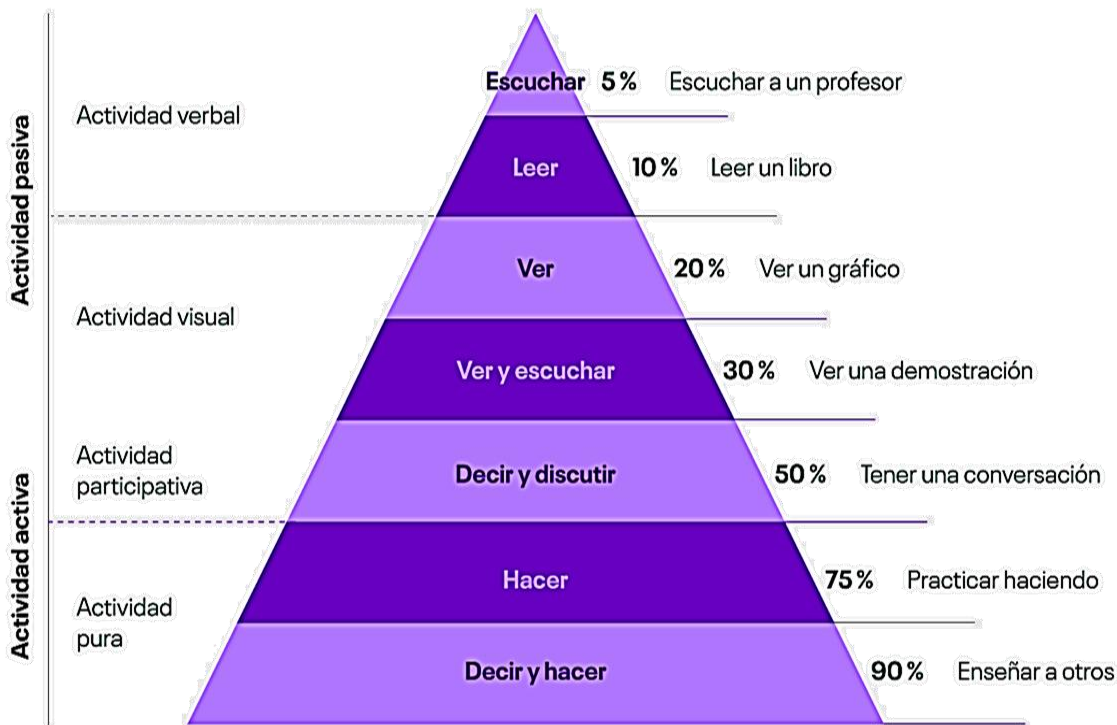 Actividad pasiva
Actividad verbal
Escuchar 5 % Escuchar a un profesor
Leer 10 % Leer un libro
Actividad visual
Ver 20 % Ver un gráfico
Ver y escuchar 30 % Ver una demostración
Actividad activa
Actividad
participativa
Decir y discutir 50 % Tener una conversación
Actividad
pura
Hacer 75 % Practicar haciendo
Decir y hacer 90 % Enseñar a otros